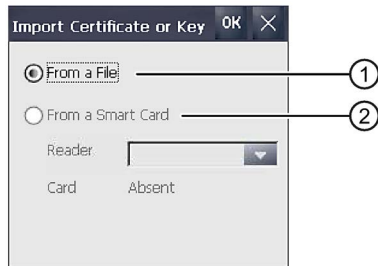 Import Certificate or Key OK
From a File 1
From a Smart Card 2
Reader
Card Absent